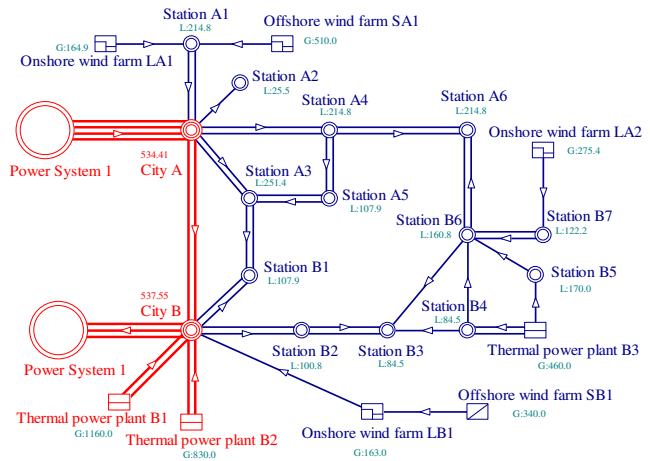 Station A1
L:214.8
Offshore wind farm SA1
G:510.0
G:164.9
Onshore wind farm LA1
Station A2
L:25.5
Station A4
L:214.8
Station A6
L:214.8
Onshore wind farm LA2
G:275.4
Power System 1
534.41
City A
Station A3
L:251.4
Station A5
L:107.9
Station B6
L:160.8
Station B7
L:122.2
Station B1
L:107.9
Station B5
L:170.0
537.55
City B
Station B4
L:84.5
Station B2
L:100.8
Station B3
L:84.5
Thermal power plant B3
G:460.0
Power System 1
Thermal power plant B1
G:1160.0
Thermal power plant B2
G:830.0
Offshore wind farm SB1
G:340.0
Onshore wind farm LB1
G:163.0